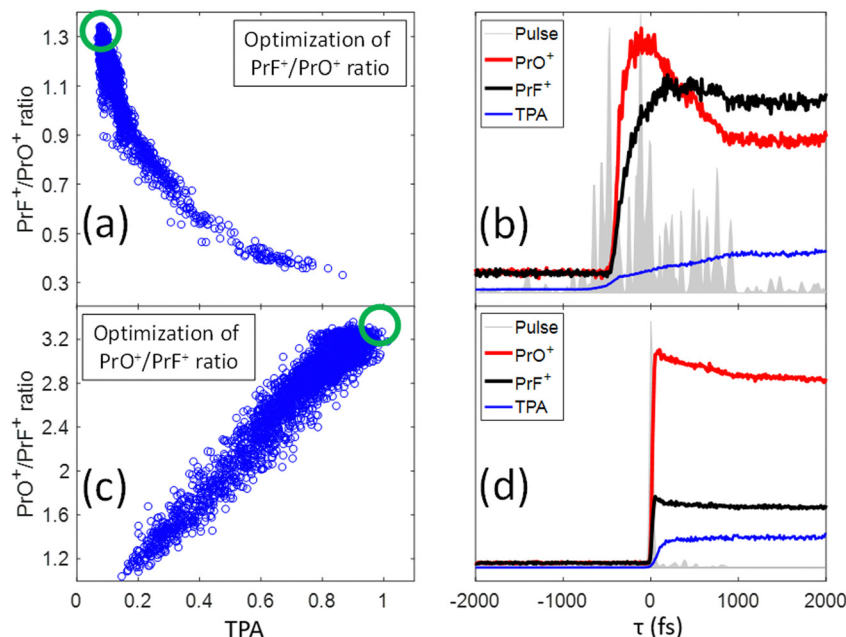 1.3
1.1
0.9
0.7
0.5
0.3
PrF⁺/PrO⁺ ratio
Optimization of
PrF⁺/PrO⁺ ratio
(a)
Pulse
PrO⁺
PrF⁺
TPA
(b)
3.2
2.8
2.4
2
1.6
1.2
PrO⁺/PrF⁺ ratio
Optimization of
PrO⁺/PrF⁺ ratio
(c)
0
0.2
0.4
0.6
0.8
1
TPA
Pulse
PrO⁺
PrF⁺
TPA
(d)
-2000
-1000
0
1000
2000
τ (fs)